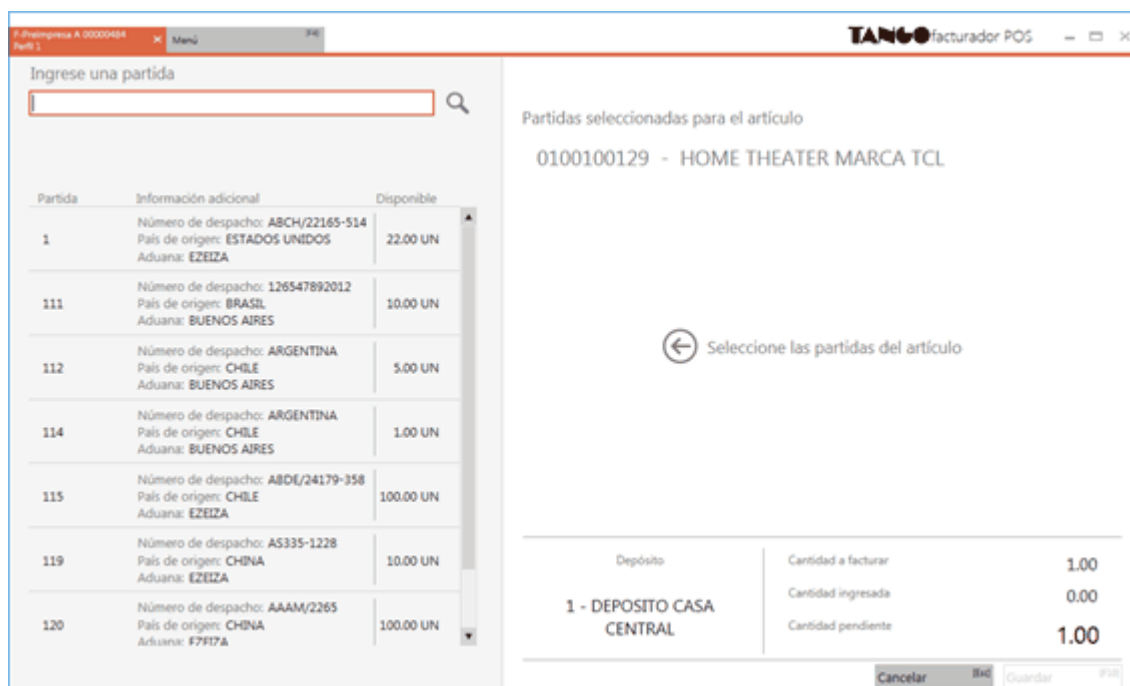 F-Preimpresa A 00000484
Perfil 1
Menú
[F4]
TANGO facturador POS
Ingrese una partida
Partidas seleccionadas para el artículo
0100100129 - HOME THEATER MARCA TCL
Partida Información adicional Disponible
Número de despacho: ABCH/22165-514
1 País de origen: ESTADOS UNIDOS 22.00 UN
Aduana: EZEIZA
Número de despacho: 126547892012
111 País de origen: BRASIL 10.00 UN
Aduana: BUENOS AIRES
Número de despacho: ARGENTINA
112 País de origen: CHILE 5.00 UN
Aduana: BUENOS AIRES
Número de despacho: ARGENTINA
114 País de origen: CHILE 1.00 UN
Aduana: BUENOS AIRES
Número de despacho: ABDE/24179-358
115 País de origen: CHILE 100.00 UN
Aduana: EZEIZA
Número de despacho: AS335-1228
119 País de origen: CHINA 10.00 UN
Aduana: EZEIZA
Número de despacho: AAAM/2265
120 País de origen: CHINA 100.00 UN
Aduana: EZEIZA
Seleccione las partidas del artículo
Depósito
1 - DEPOSITO CASA
CENTRAL
Cantidad a facturar 1.00
Cantidad ingresada 0.00
Cantidad pendiente 1.00
Cancelar [Esc]
Guardar